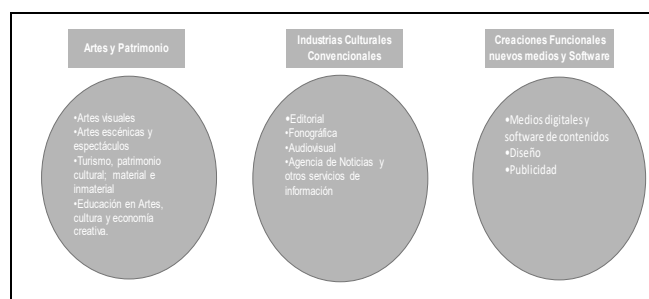 Artes y Patrimonio
•Artes visuales
•Artes escénicas y
espectáculos
•Turismo, patrimonio
cultural; material e
inmaterial
•Educación en Artes,
cultura y economía
creativa.
Industrias Culturales
Convencionales
•Editorial
•Fonográfica
•Audiovisual
•Agencia de Noticias y
otros servicios de
información
Creaciones Funcionales
nuevos medios y Software
•Medios digitales y
software de contenidos
•Diseño
•Publicidad